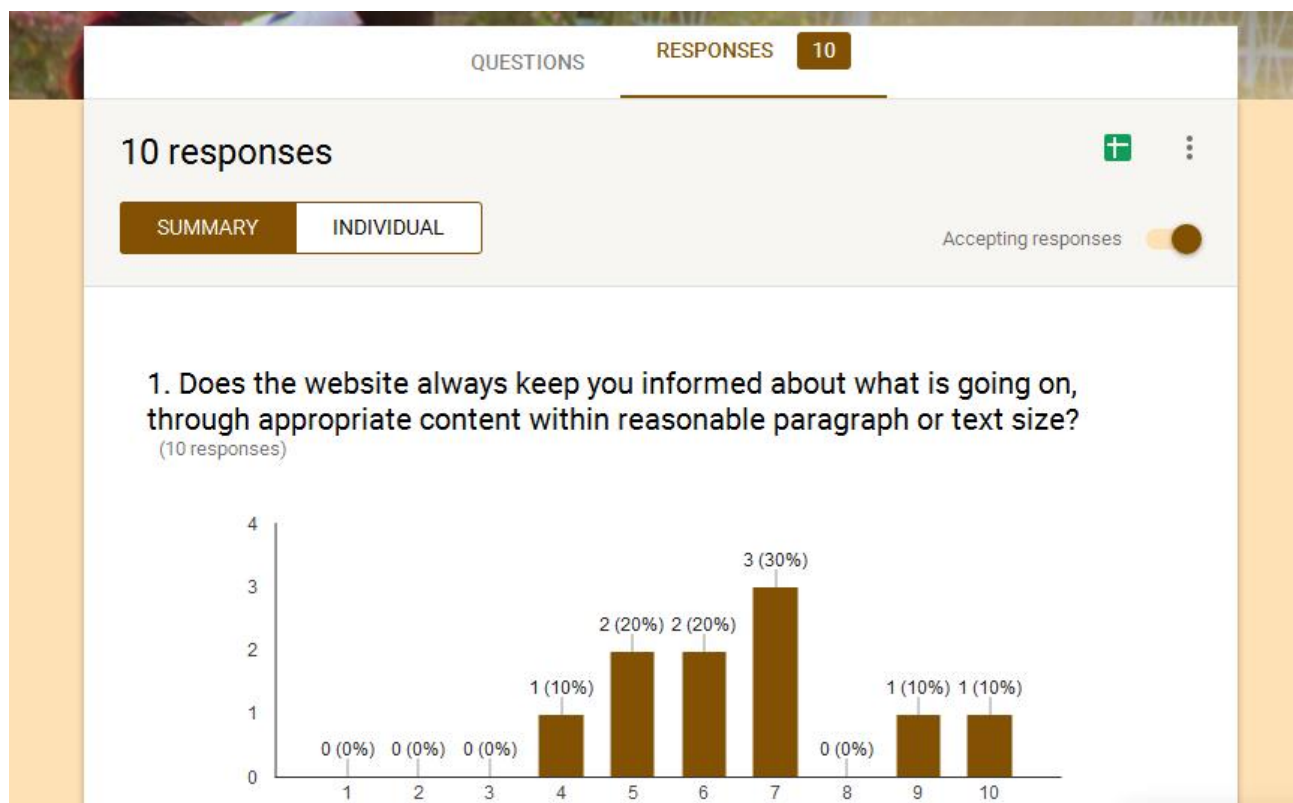 QUESTIONS RESPONSES 10
10 responses
SUMMARY INDIVIDUAL
Accepting responses
1. Does the website always keep you informed about what is going on,
through appropriate content within reasonable paragraph or text size?
(10 responses)
4
3 (30%)
3
2 (20%) 2 (20%)
2
1 (10%) 1 (10%) 1 (10%)
1
0 (0%) 0 (0%) 0 (0%) 0 (0%)
0
1 2 3 4 5 6 7 8 9 10